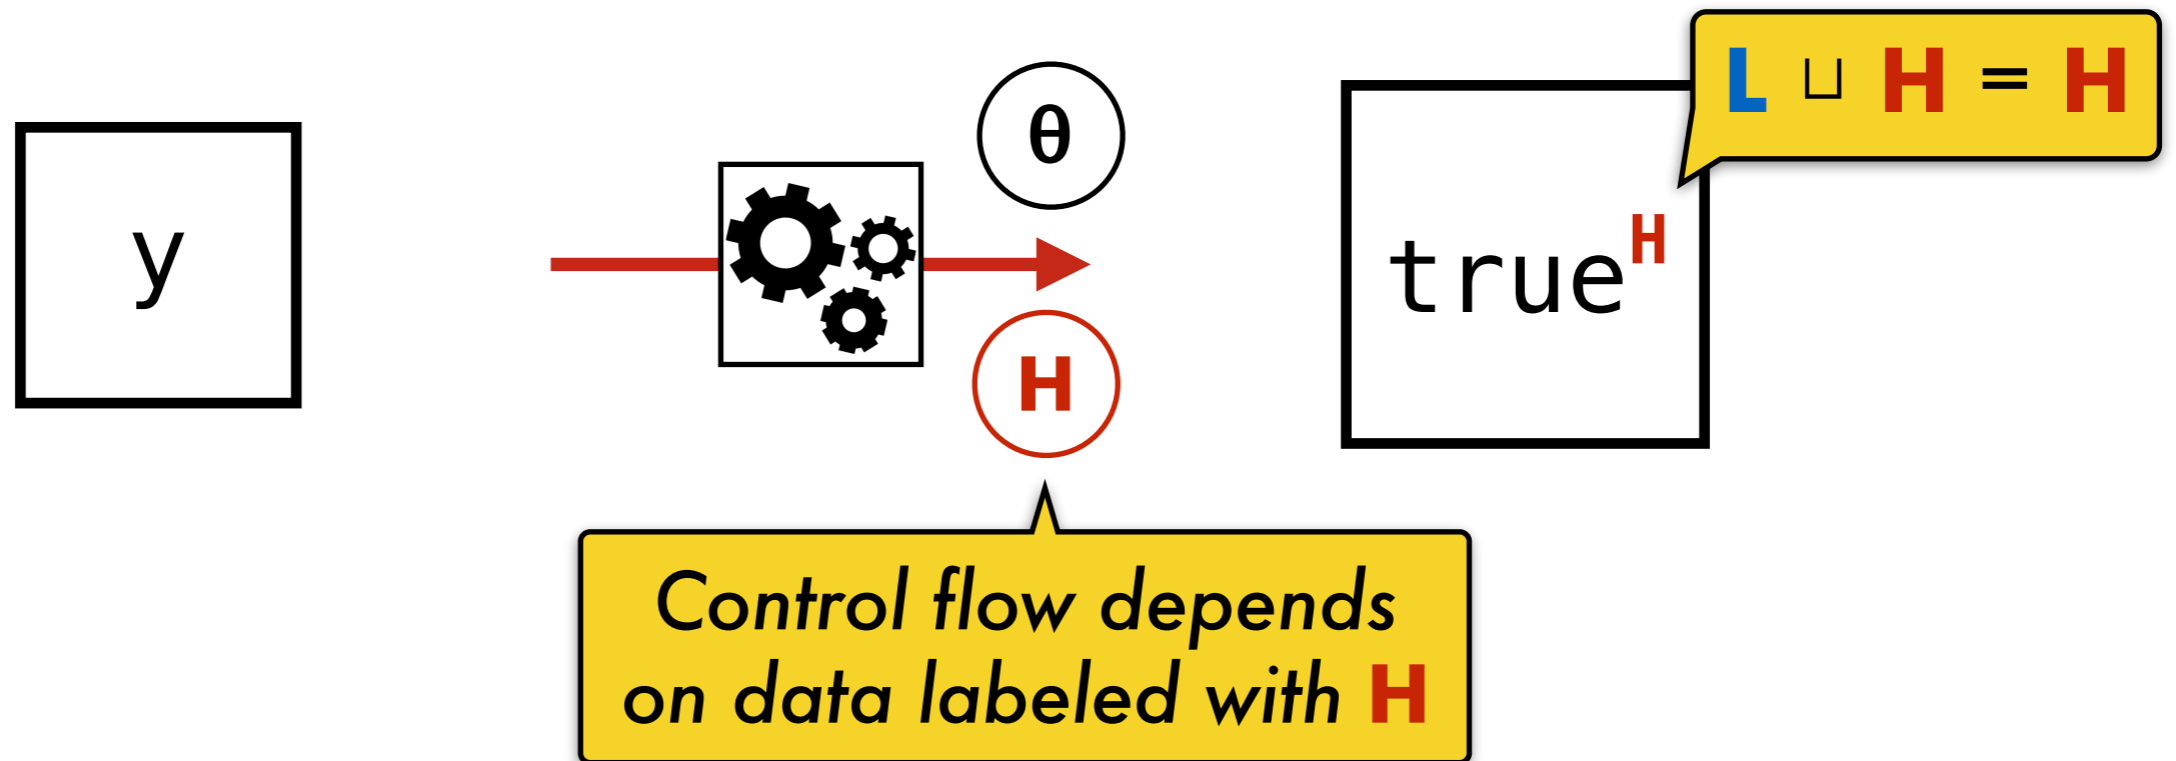 y
θ
H
true^H
L ⊔ H = H
Control flow depends
on data labeled with H